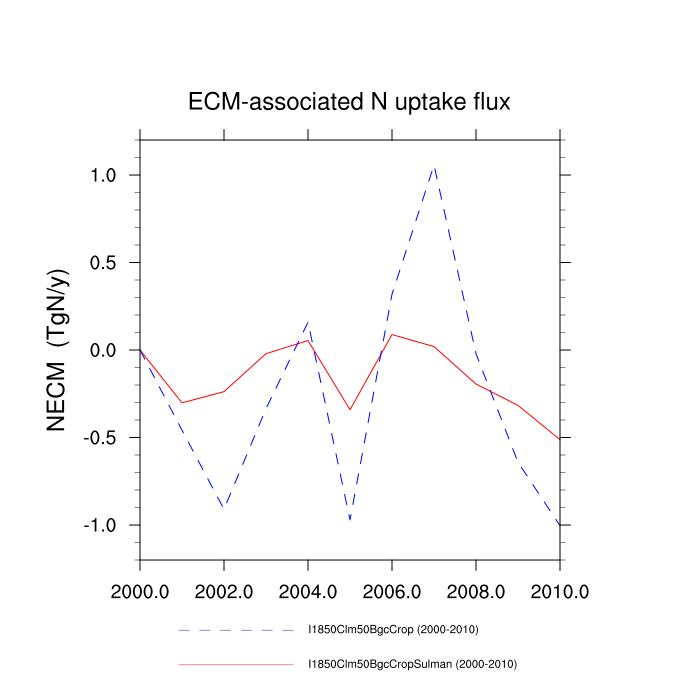 ECM-associated N uptake flux
NECM (TgN/y)
1.0
0.5
0.0
-0.5
-1.0
2000.0 2002.0 2004.0 2006.0 2008.0 2010.0
I1850Clm50BgcCrop (2000-2010)
I1850Clm50BgcCropSulman (2000-2010)